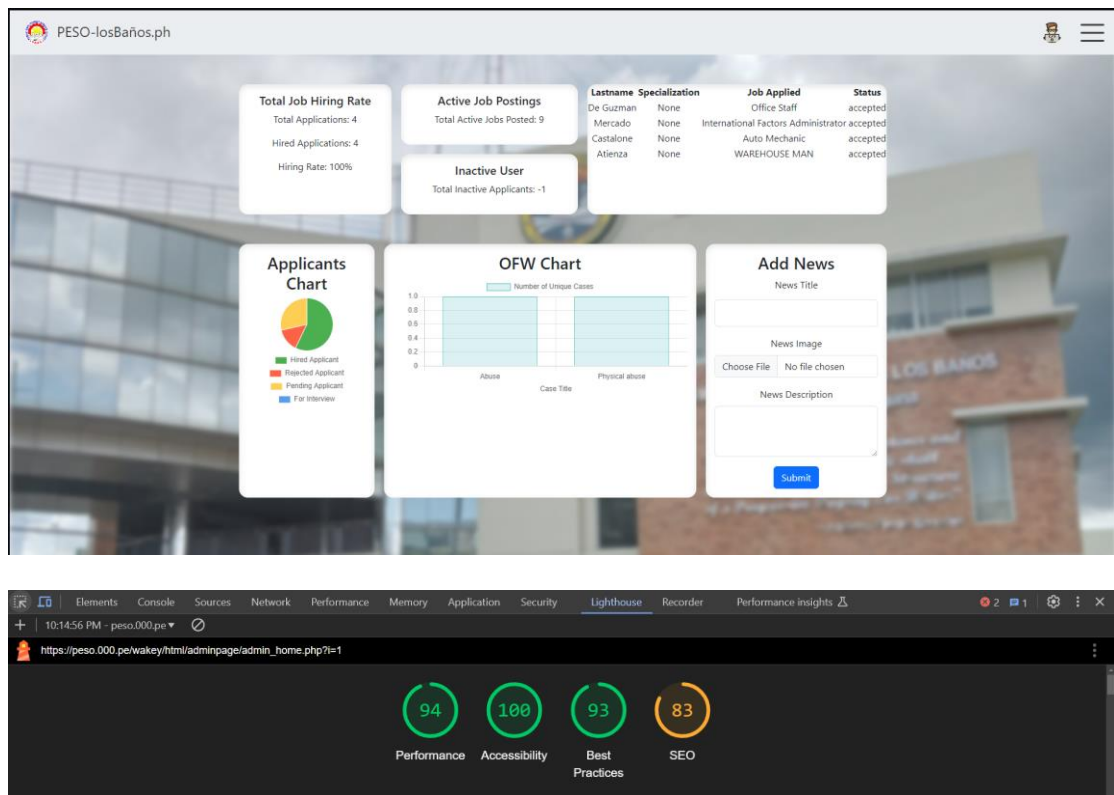 PESO-losBaños.ph
Total Job Hiring Rate
Total Applications: 4
Hired Applications: 4
Hiring Rate: 100%
Active Job Postings
Total Active Jobs Posted: 9
Inactive User
Total Inactive Applicants: -1
Lastname Specialization Job Applied Status
De Guzman None Office Staff accepted
Mercado None International Factors Administrator accepted
Castalone None Auto Mechanic accepted
Atienza None WAREHOUSE MAN accepted
Applicants
Chart
Hired Applicant
Rejected Applicant
Pending Applicant
For Interview
OFW Chart
Number of Unique Cases
1.0
0.8
0.6
0.4
0.2
0
Abuse Physical abuse
Case Title
Add News
News Title
News Image
Choose File No file chosen
News Description
Submit
LOS BAÑOS
Elements Console Sources Network Performance Memory Application Security Lighthouse Recorder Performance insights 2 1
10:14:56 PM - peso.000.pe
https://peso.000.pe/wakey/html/adminpage/admin_home.php?i=1
94 100 93 83
Performance Accessibility Best SEO
Practices